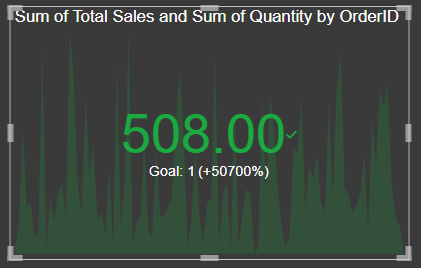 Sum of Total Sales and Sum of Quantity by OrderID
508.00✓
Goal: 1 (+50700%)